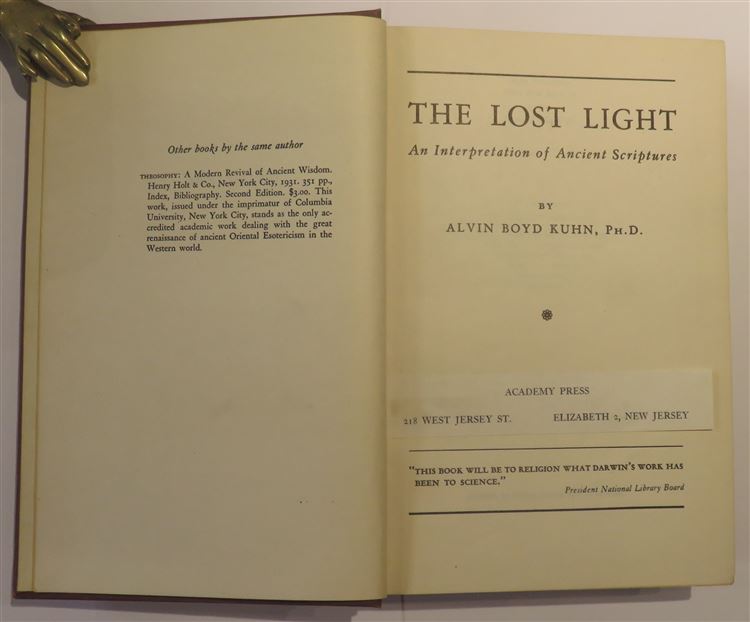 Other books by the same author
THEOSOPHY: A Modern Revival of Ancient Wisdom.
Henry Holt & Co., New York City, 1931. 351 pp.,
Index, Bibliography. Second Edition. $3.00. This
work, issued under the imprimatur of Columbia
University, New York City, stands as the only ac-
credited academic work dealing with the great
renaissance of ancient Oriental Esotericism in the
Western world.
THE LOST LIGHT
An Interpretation of Ancient Scriptures
BY
ALVIN BOYD KUHN, PH.D.
ACADEMY PRESS
218 WEST JERSEY ST. ELIZABETH 2, NEW JERSEY
"THIS BOOK WILL BE TO RELIGION WHAT DARWIN'S WORK HAS
BEEN TO SCIENCE."
President National Library Board